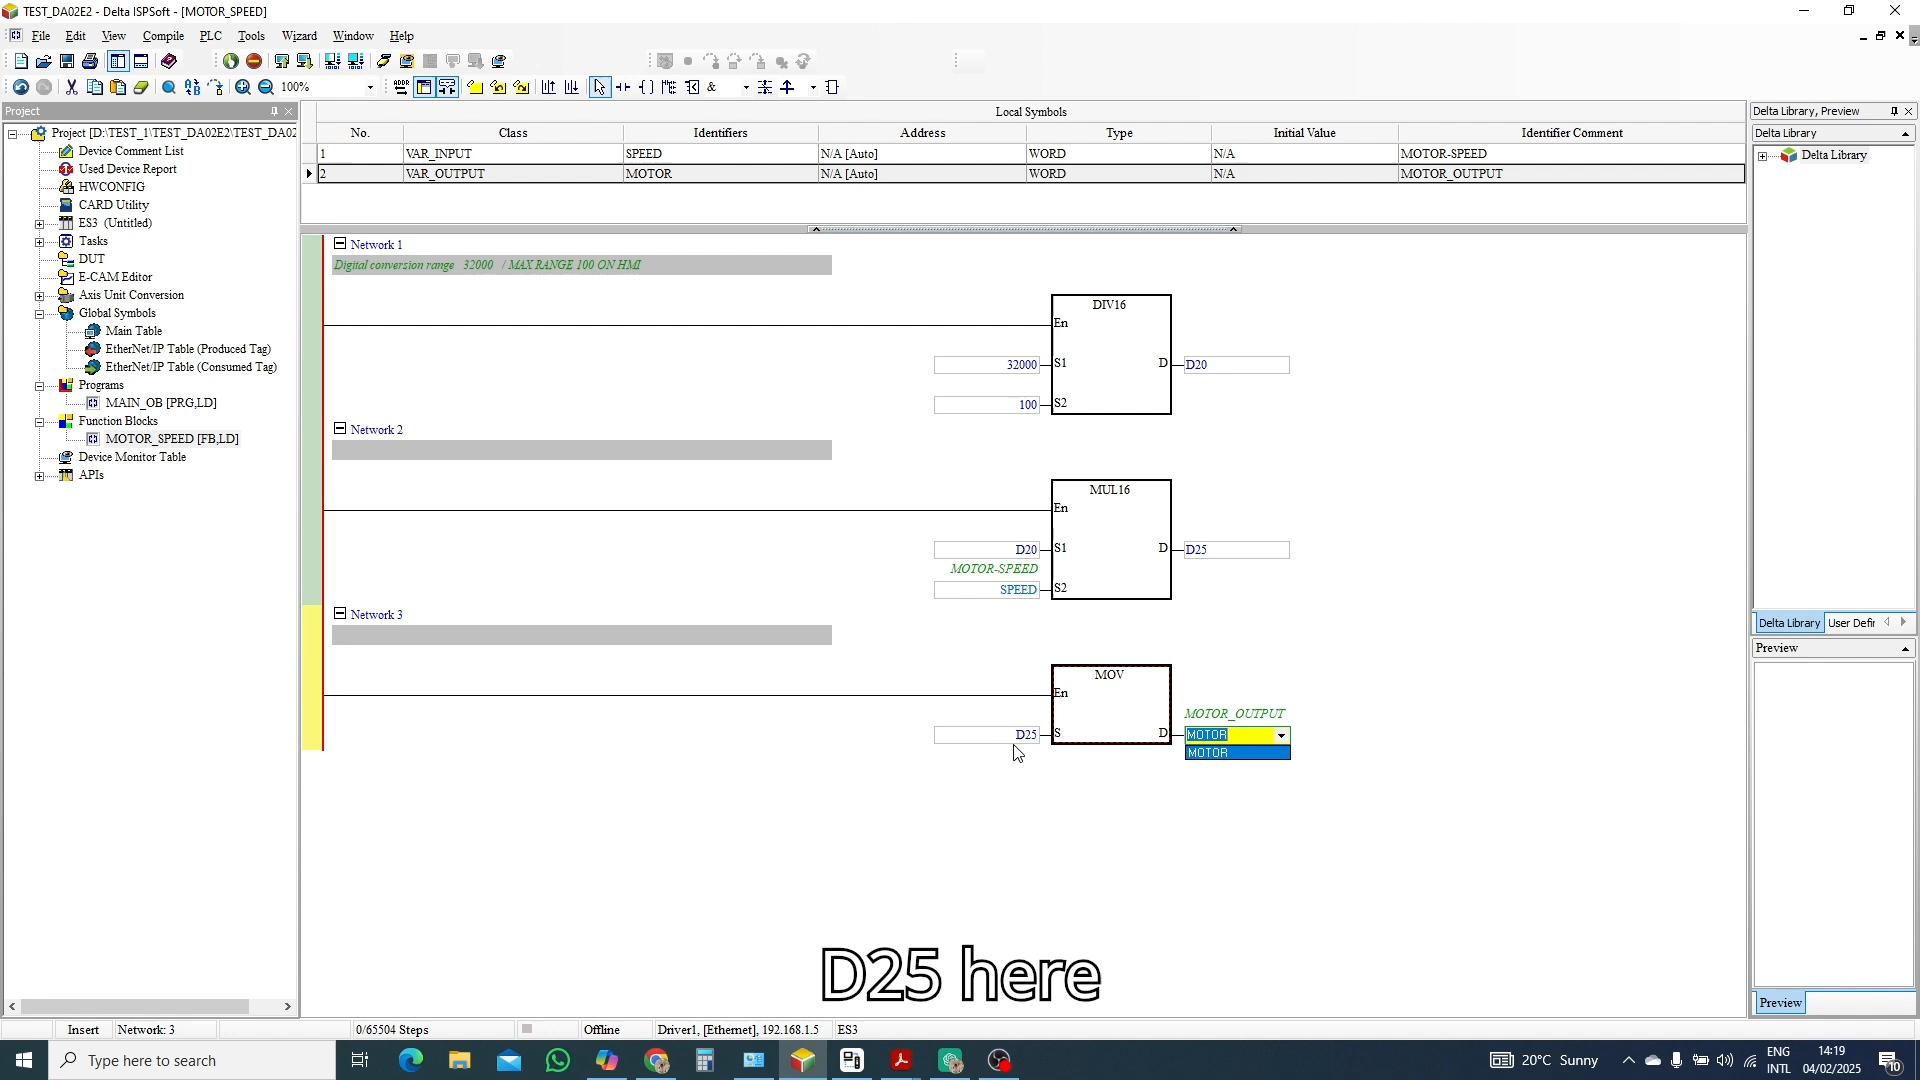 TEST_DA02E2 - Delta ISPSoft - [MOTOR_SPEED]
File Edit View Compile PLC Tools Wizard Window Help
100%
Project
Project [D:\TEST_1\TEST_DA02E2\TEST_DA02
Device Comment List
Used Device Report
HWCONFIG
CARD Utility
ES3 (Untitled)
Tasks
DUT
E-CAM Editor
Axis Unit Conversion
Global Symbols
Main Table
EtherNet/IP Table (Produced Tag)
EtherNet/IP Table (Consumed Tag)
Programs
MAIN_OB [PRG,LD]
Function Blocks
MOTOR_SPEED [FB,LD]
Device Monitor Table
APIs
Local Symbols
No. Class Identifiers Address Type Initial Value Identifier Comment
1 VAR_INPUT SPEED N/A [Auto] WORD N/A MOTOR-SPEED
2 VAR_OUTPUT MOTOR N/A [Auto] WORD N/A MOTOR_OUTPUT
Network 1
Digital conversion range 32000 / MAX RANGE 100 ON HMI
DIV16
En
32000 S1 D D20
100 S2
Network 2
MUL16
En
D20 S1 D D25
MOTOR-SPEED
SPEED S2
Network 3
MOV
En
MOTOR_OUTPUT
D25 S D MOTOR
MOTOR
D25 here
Delta Library, Preview
Delta Library
Delta Library
Delta Library User Defin
Preview
Preview
Insert Network: 3 0/65504 Steps Offline Driver1, [Ethernet], 192.168.1.5 ES3
Type here to search
20°C Sunny
ENG
INTL
14:19
04/02/2025
10